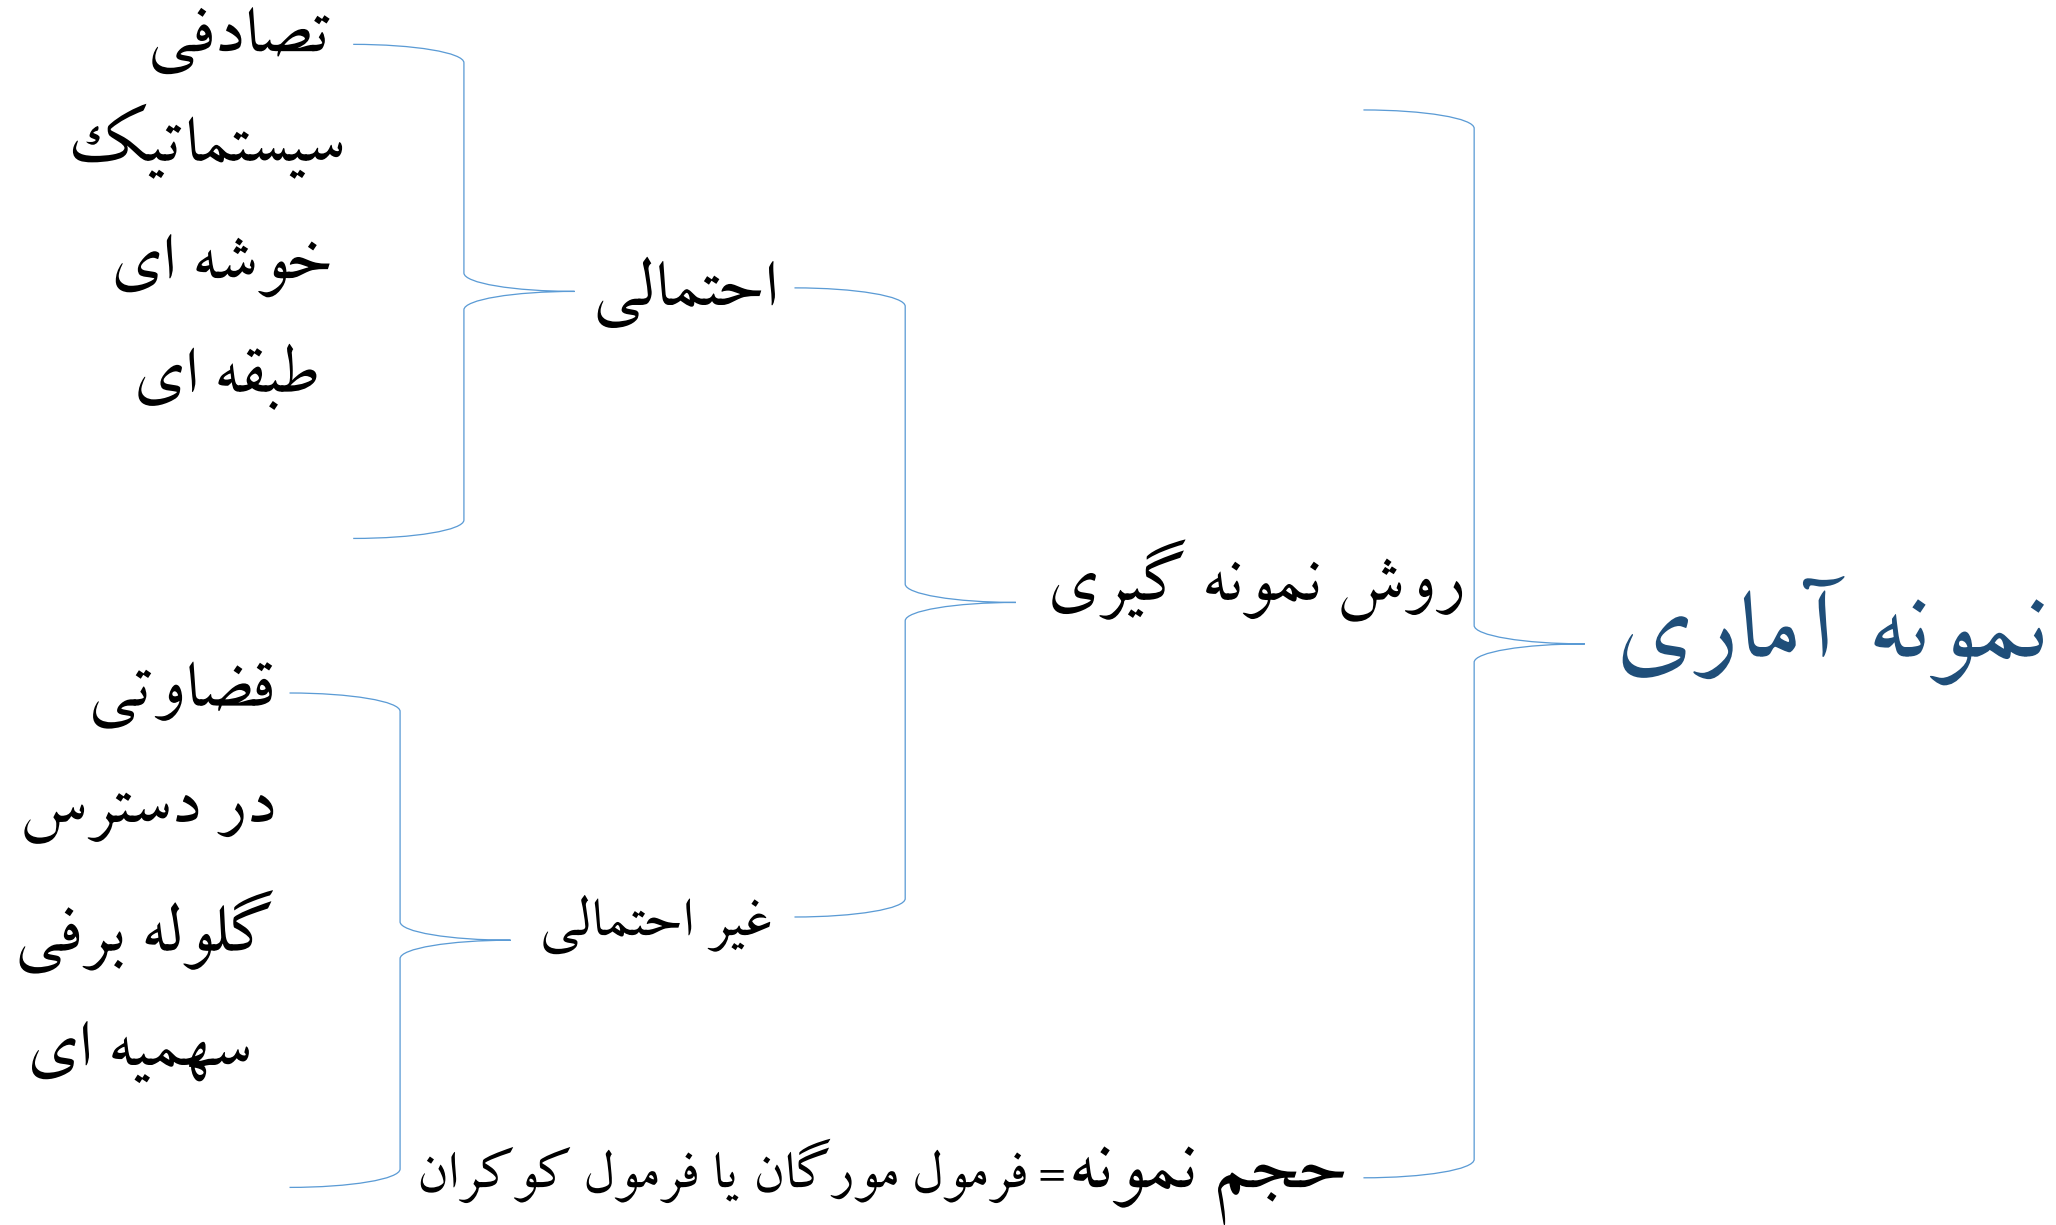 نمونه آماری
روش نمونه گیری
احتمالی
تصادفی
سیستماتیک
خوشه ای
طبقه ای
غیر احتمالی
قضاوتی
در دسترس
گلوله برفی
سهمیه ای
حجم نمونه= فرمول مورگان یا فرمول کوکران